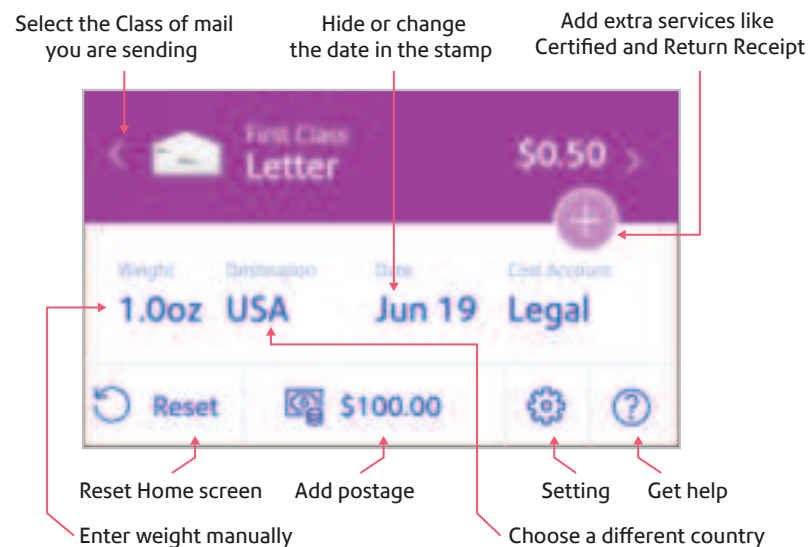 Select the Class of mail
you are sending
Hide or change
the date in the stamp
Add extra services like
Certified and Return Receipt
First Class
Letter
$0.50
Weight
Destination
Date
Cost Account
1.0oz
USA
Jun 19
Legal
Reset
$100.00
Reset Home screen
Add postage
Setting
Get help
Enter weight manually
Choose a different country